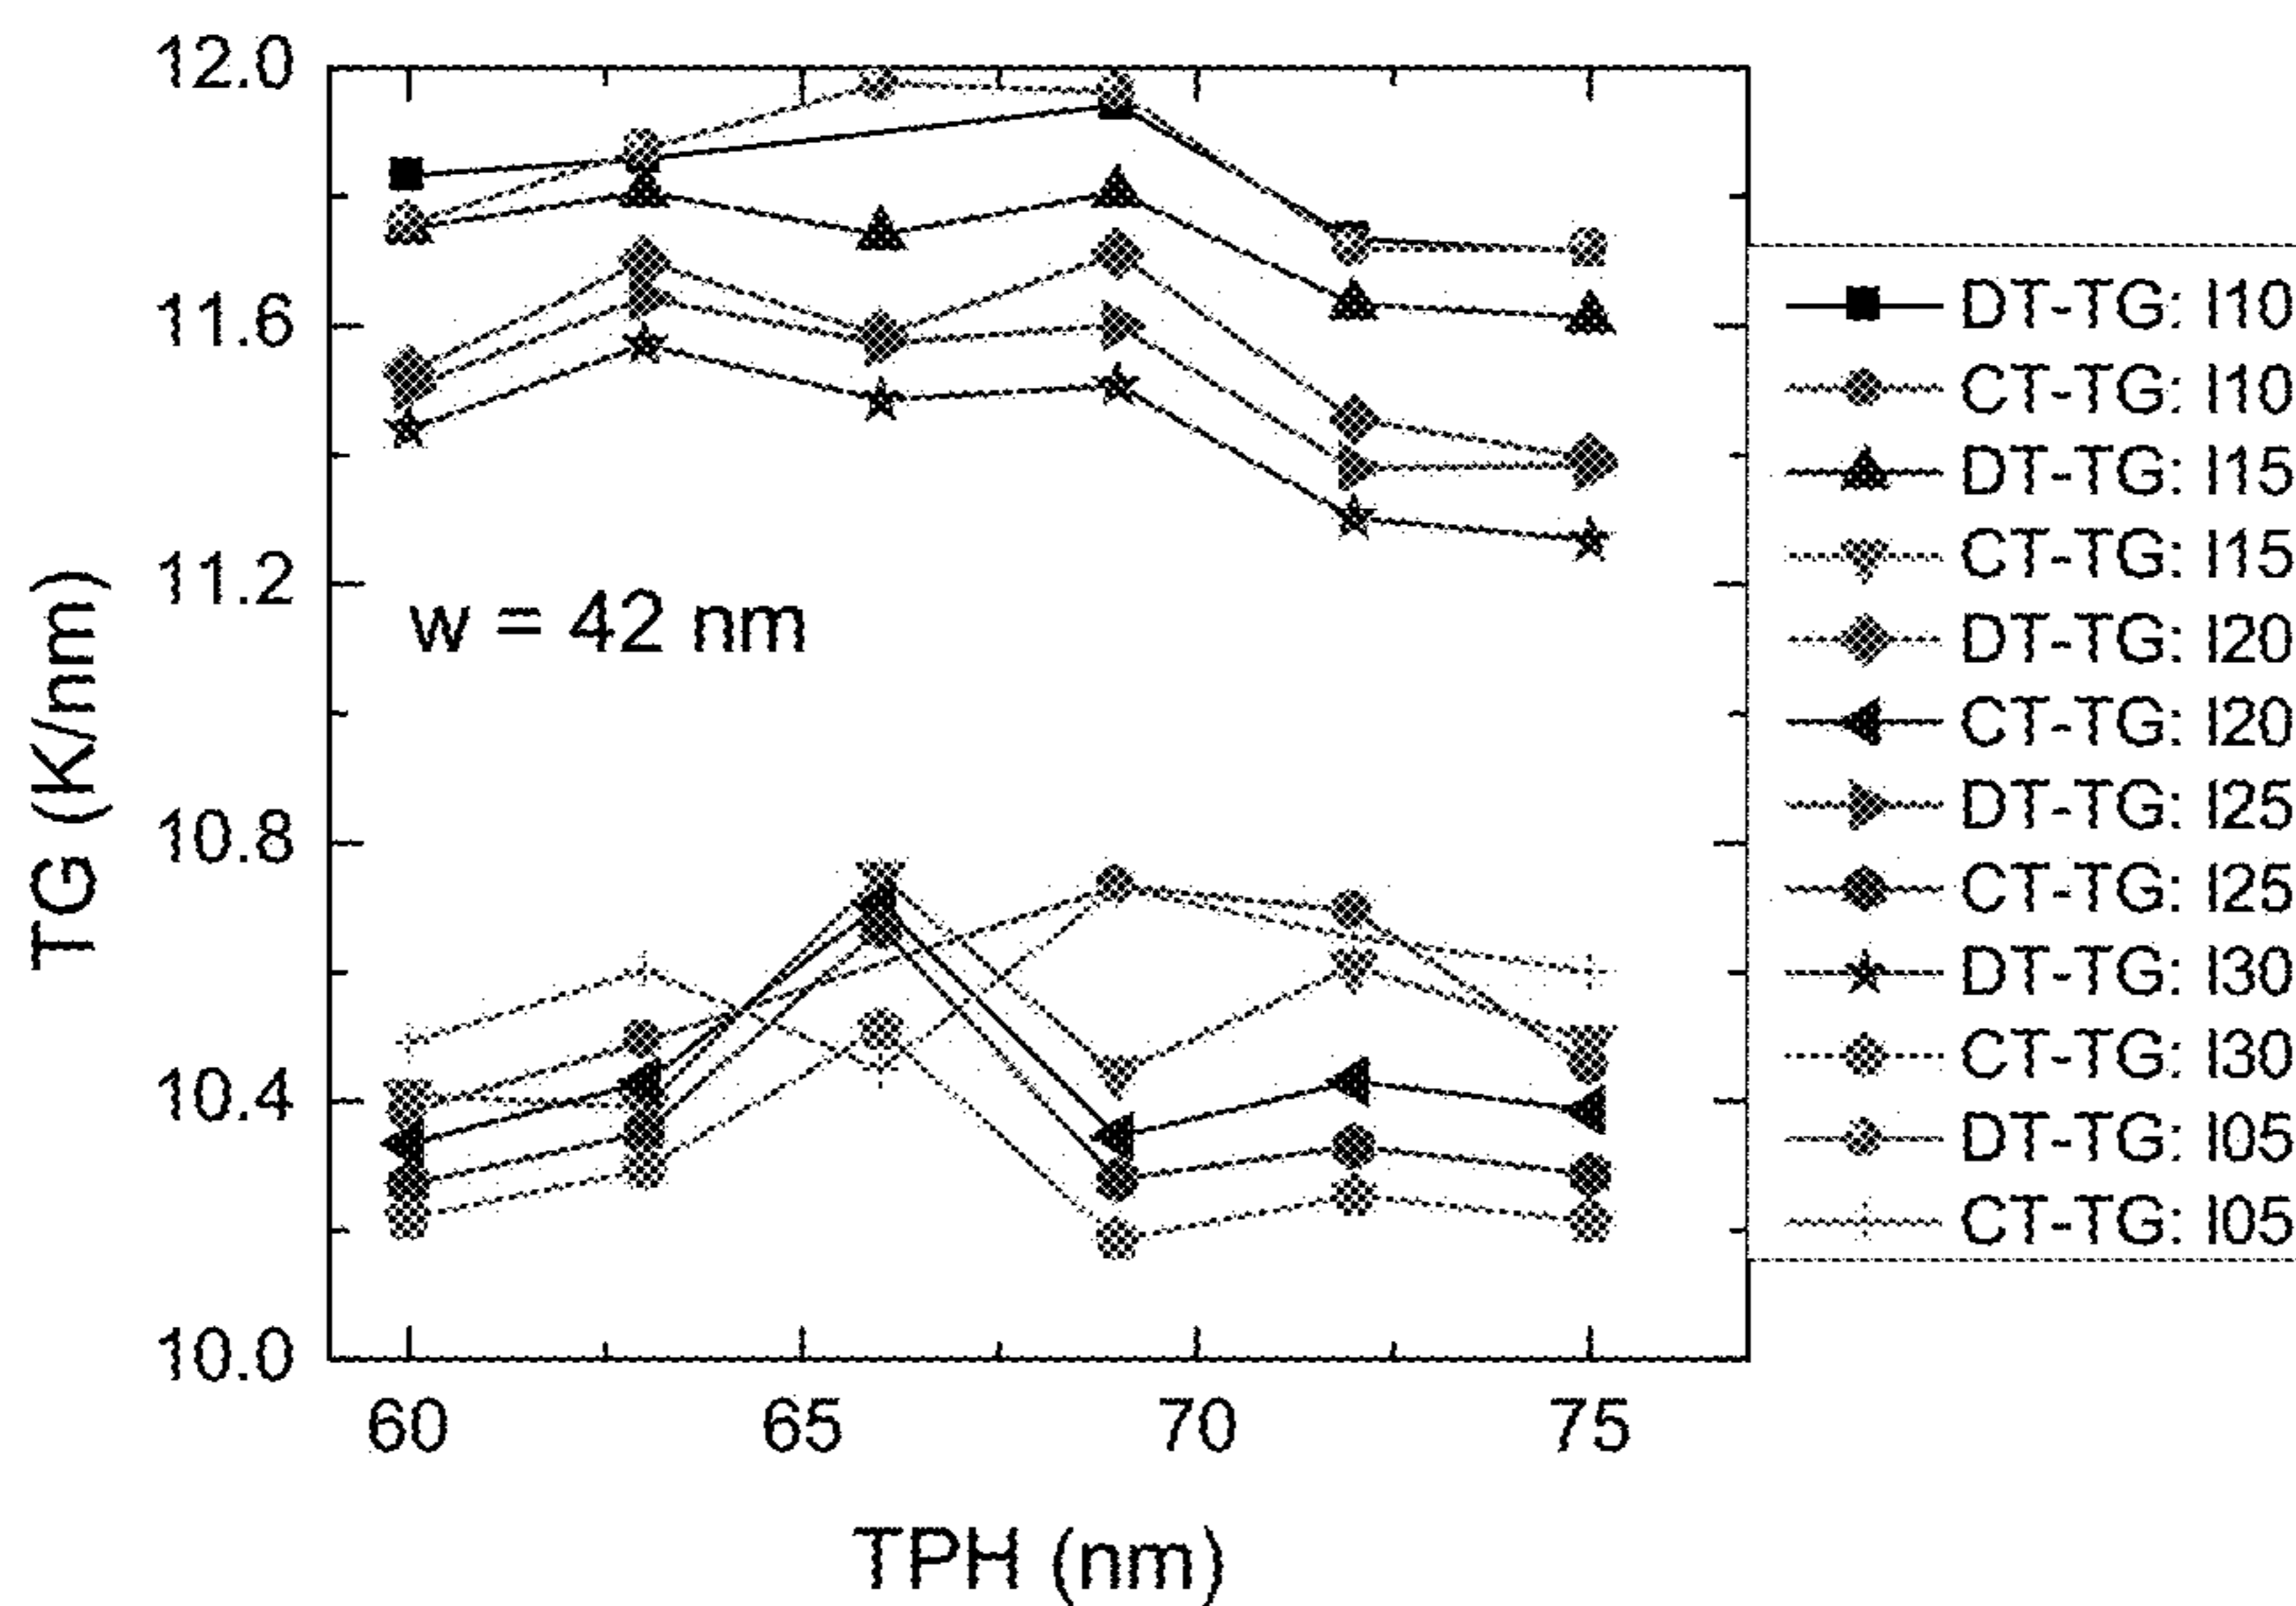 12.0
11.6
11.2
10.8
10.4
10.0
TG (K/nm)
w = 42 nm
60
65
70
75
TPH (nm)
DT-TG: I10
CT-TG: I10
DT-TG: I15
CT-TG: I15
DT-TG: I20
CT-TG: I20
DT-TG: I25
CT-TG: I25
DT-TG: I30
CT-TG: I30
DT-TG: I05
CT-TG: I05